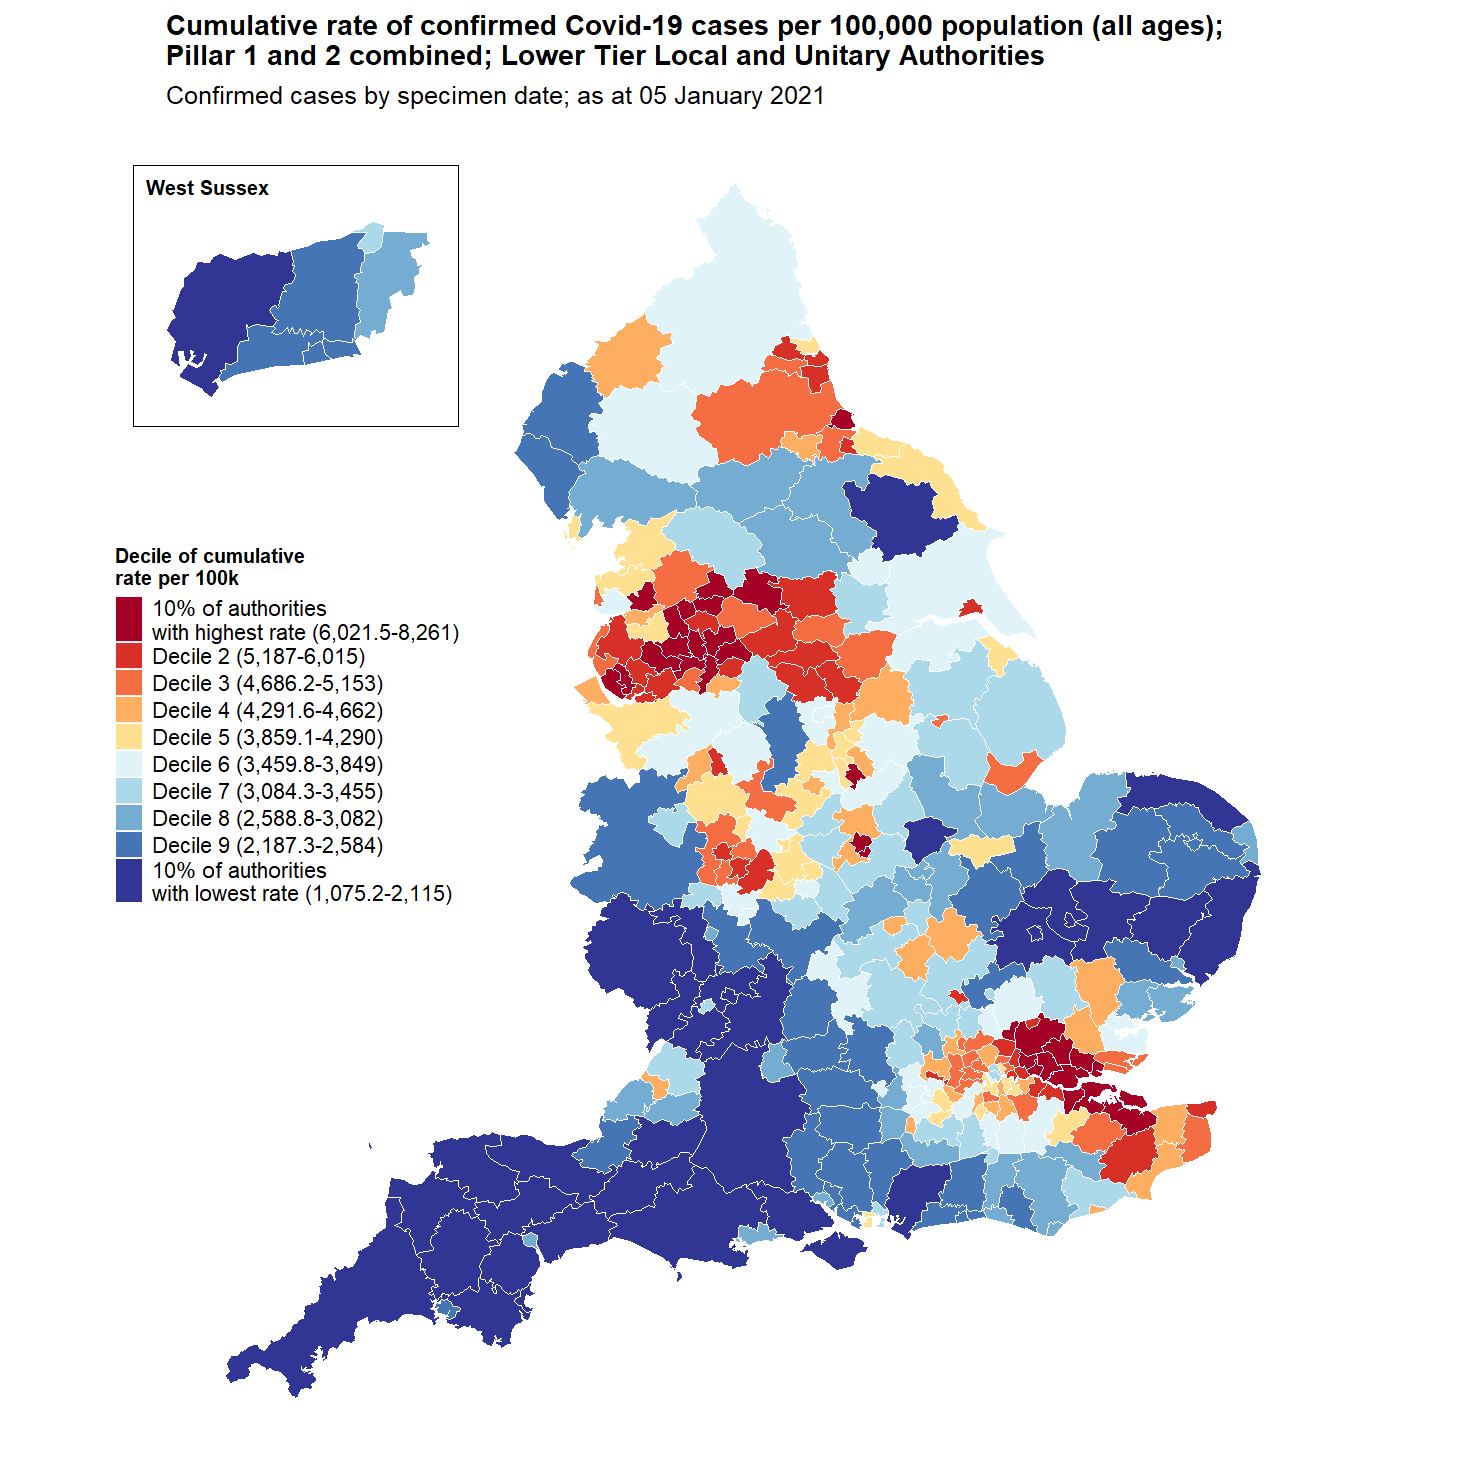 Cumulative rate of confirmed Covid-19 cases per 100,000 population (all ages);
Pillar 1 and 2 combined; Lower Tier Local and Unitary Authorities
Confirmed cases by specimen date; as at 05 January 2021
West Sussex
Decile of cumulative
rate per 100k
10% of authorities
with highest rate (6,021.5-8,261)
Decile 2 (5,187-6,015)
Decile 3 (4,686.2-5,153)
Decile 4 (4,291.6-4,662)
Decile 5 (3,859.1-4,290)
Decile 6 (3,459.8-3,849)
Decile 7 (3,084.3-3,455)
Decile 8 (2,588.8-3,082)
Decile 9 (2,187.3-2,584)
10% of authorities
with lowest rate (1,075.2-2,115)